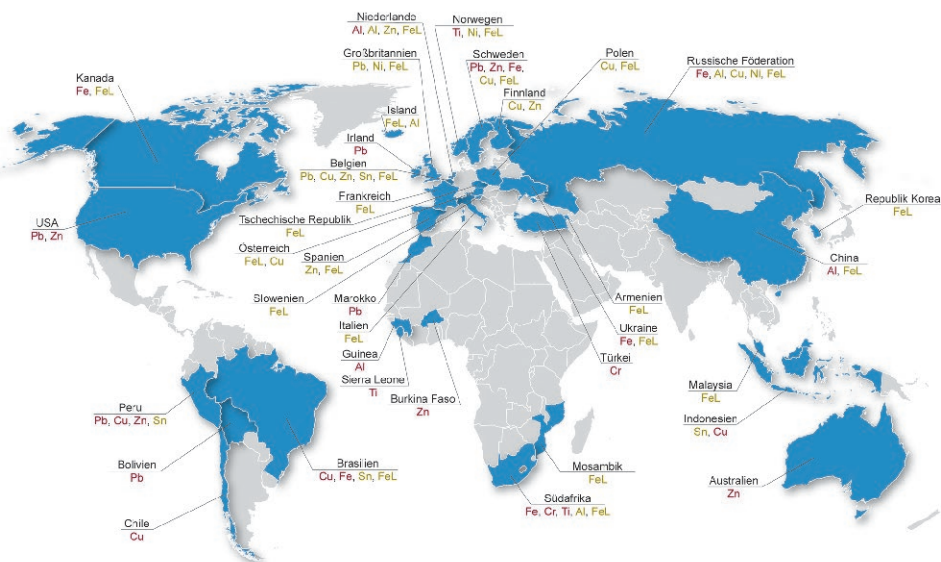 Niederlande
Al, Al, Zn, FeL
Norwegen
Ti, Ni, FeL
Großbritannien
Pb, Ni, FeL
Schweden
Pb, Zn, Fe,
Cu, FeL
Polen
Cu, FeL
Russische Föderation
Fe, Al, Cu, Ni, FeL
Kanada
Fe, FeL
Finnland
Cu, Zn
Island
FeL, Al
Irland
Pb
Belgien
Pb, Cu, Zn, Sn, FeL
Frankreich
FeL
Republik Korea
FeL
Tschechische Republik
FeL
USA
Pb, Zn
Österreich
FeL, Cu
Spanien
Zn, FeL
China
Al, FeL
Slowenien
FeL
Marokko
Pb
Armenien
FeL
Italien
FeL
Ukraine
Fe, FeL
Guinea
Al
Türkei
Cr
Sierra Leone
Ti
Burkina Faso
Zn
Malaysia
FeL
Peru
Pb, Cu, Zn, Sn
Indonesien
Sn, Cu
Bolivien
Pb
Brasilien
Cu, Fe, Sn, FeL
Mosambik
FeL
Australien
Zn
Südafrika
Fe, Cr, Ti, Al, FeL
Chile
Cu